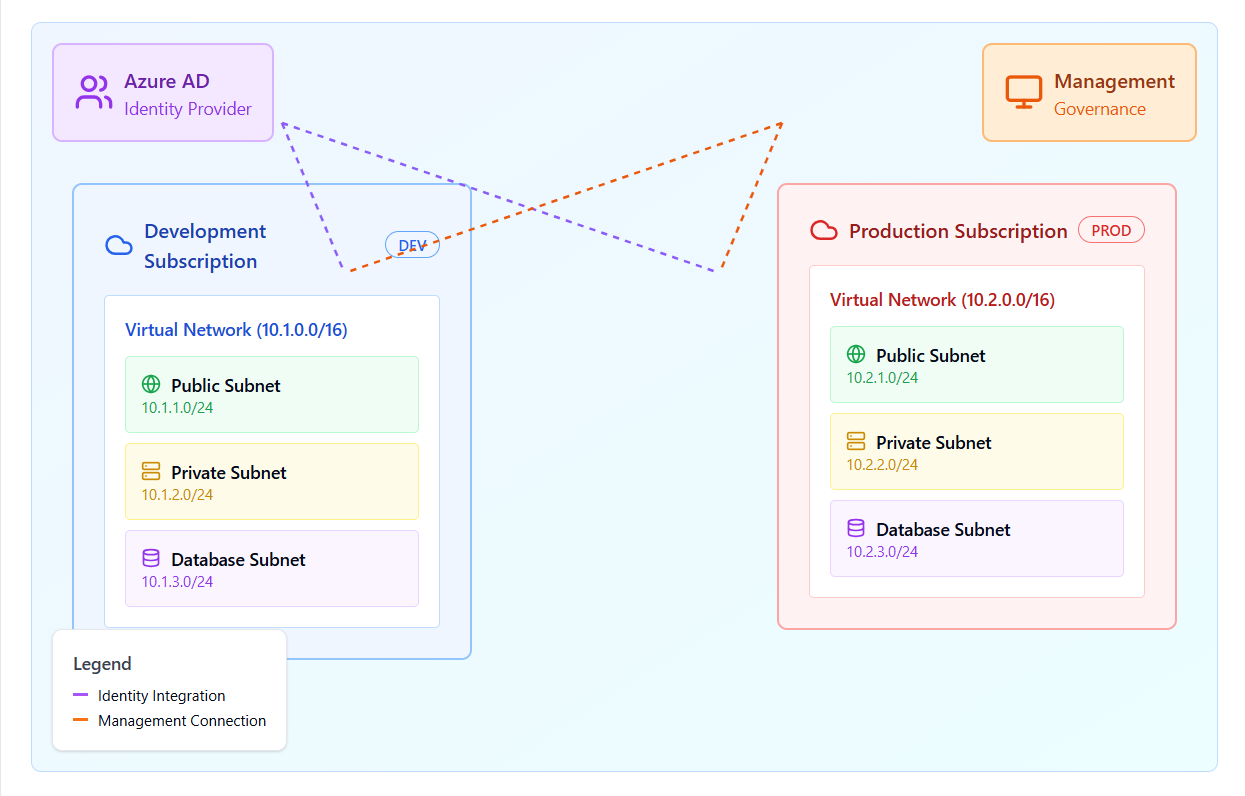 Azure AD
Identity Provider
Management
Governance
Development
Subscription
DEV
Virtual Network (10.1.0.0/16)
Public Subnet
10.1.1.0/24
Private Subnet
10.1.2.0/24
Database Subnet
10.1.3.0/24
Production Subscription
PROD
Virtual Network (10.2.0.0/16)
Public Subnet
10.2.1.0/24
Private Subnet
10.2.2.0/24
Database Subnet
10.2.3.0/24
Legend
Identity Integration
Management Connection